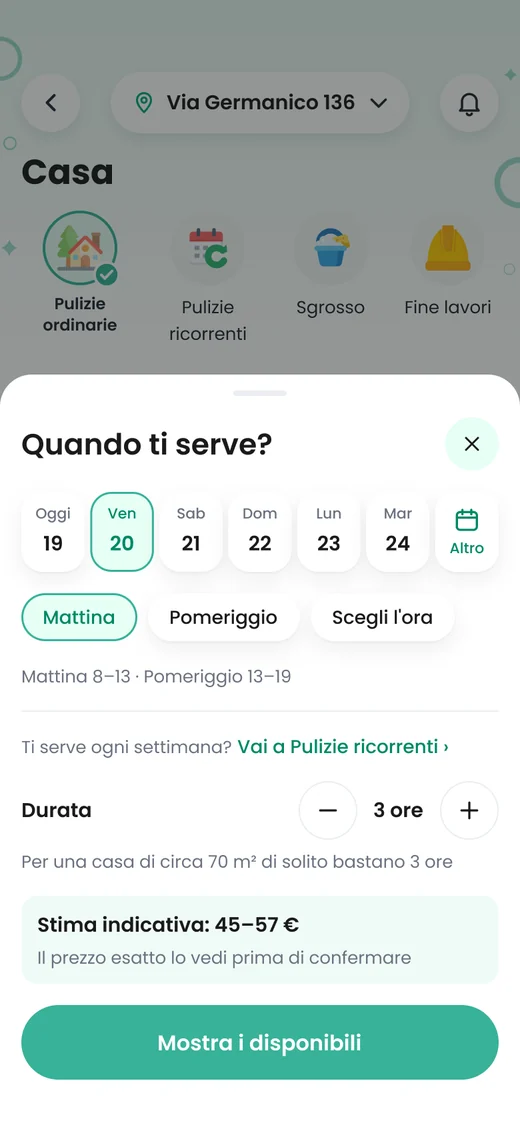 Via Germanico 136
Casa
Pulizie
ordinarie
Pulizie
ricorrenti
Sgrosso
Fine lavori
Quando ti serve?
Oggi
19
Ven
20
Sab
21
Dom
22
Lun
23
Mar
24
Altro
Mattina
Pomeriggio
Scegli l'ora
Mattina 8–13 · Pomeriggio 13–19
Ti serve ogni settimana? Vai a Pulizie ricorrenti ›
Durata
3 ore
Per una casa di circa 70 m² di solito bastano 3 ore
Stima indicativa: 45–57 €
Il prezzo esatto lo vedi prima di confermare
Mostra i disponibili